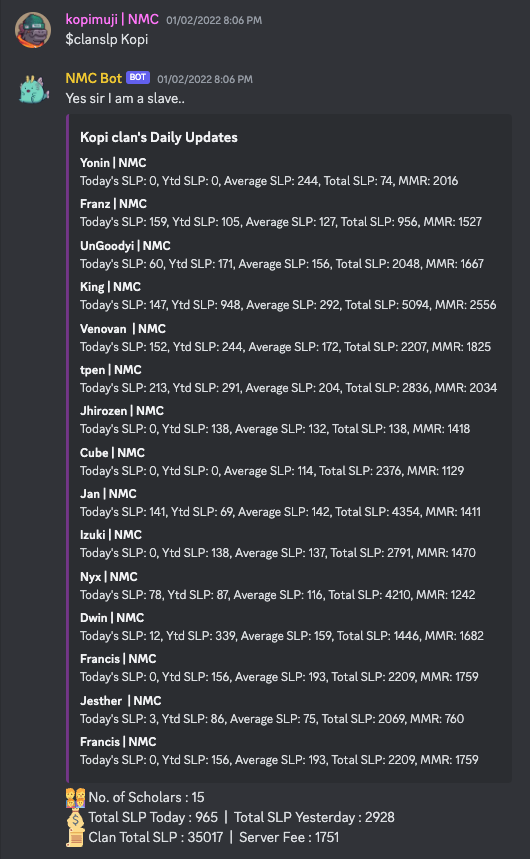 kopimuji | NMC 01/02/2022 8:06 PM
$clanslp Kopi
NMC Bot BOT 01/02/2022 8:06 PM
Yes sir I am a slave..
Kopi clan's Daily Updates
Yonin | NMC
Today's SLP: 0, Ytd SLP: 0, Average SLP: 244, Total SLP: 74, MMR: 2016
Franz | NMC
Today's SLP: 159, Ytd SLP: 105, Average SLP: 127, Total SLP: 956, MMR: 1527
UnGoodyi | NMC
Today's SLP: 60, Ytd SLP: 171, Average SLP: 156, Total SLP: 2048, MMR: 1667
King | NMC
Today's SLP: 147, Ytd SLP: 948, Average SLP: 292, Total SLP: 5094, MMR: 2556
Venovan | NMC
Today's SLP: 152, Ytd SLP: 244, Average SLP: 172, Total SLP: 2207, MMR: 1825
tpen | NMC
Today's SLP: 213, Ytd SLP: 291, Average SLP: 204, Total SLP: 2836, MMR: 2034
Jhirozen | NMC
Today's SLP: 0, Ytd SLP: 138, Average SLP: 132, Total SLP: 138, MMR: 1418
Cube | NMC
Today's SLP: 0, Ytd SLP: 0, Average SLP: 114, Total SLP: 2376, MMR: 1129
Jan | NMC
Today's SLP: 141, Ytd SLP: 69, Average SLP: 142, Total SLP: 4354, MMR: 1411
Izuki | NMC
Today's SLP: 0, Ytd SLP: 138, Average SLP: 137, Total SLP: 2791, MMR: 1470
Nyx | NMC
Today's SLP: 78, Ytd SLP: 87, Average SLP: 116, Total SLP: 4210, MMR: 1242
Dwin | NMC
Today's SLP: 12, Ytd SLP: 339, Average SLP: 159, Total SLP: 1446, MMR: 1682
Francis | NMC
Today's SLP: 0, Ytd SLP: 156, Average SLP: 193, Total SLP: 2209, MMR: 1759
Jesther | NMC
Today's SLP: 3, Ytd SLP: 86, Average SLP: 75, Total SLP: 2069, MMR: 760
Francis | NMC
Today's SLP: 0, Ytd SLP: 156, Average SLP: 193, Total SLP: 2209, MMR: 1759
No. of Scholars : 15
Total SLP Today : 965 | Total SLP Yesterday : 2928
Clan Total SLP : 35017 | Server Fee : 1751